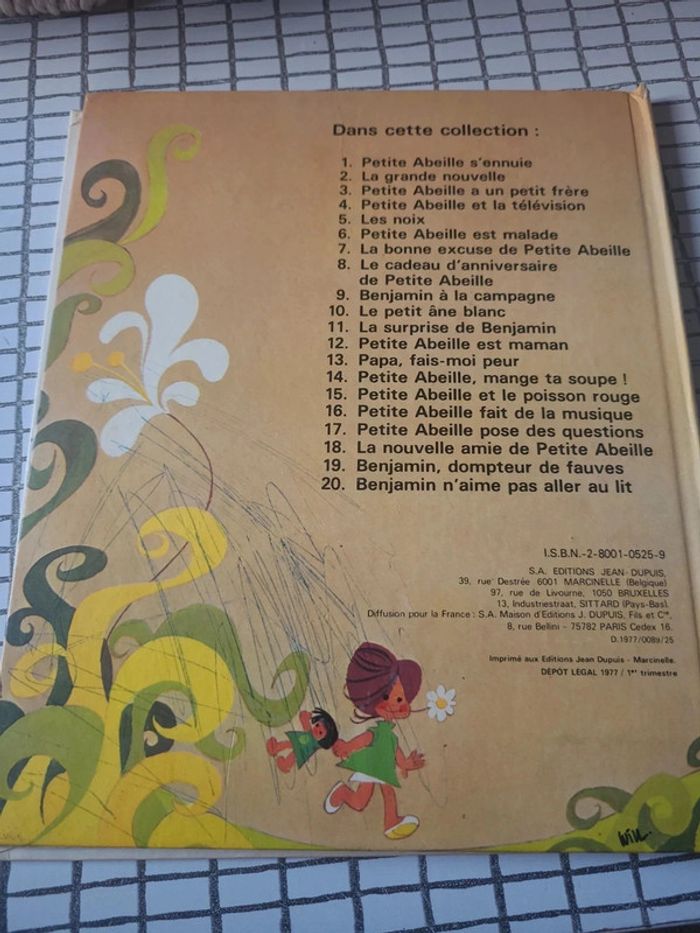 Dans cette collection :
1. Petite Abeille s'ennuie
2. La grande nouvelle
3. Petite Abeille a un petit frère
4. Petite Abeille et la télévision
5. Les noix
6. Petite Abeille est malade
7. La bonne excuse de Petite Abeille
8. Le cadeau d'anniversaire
de Petite Abeille
9. Benjamin à la campagne
10. Le petit âne blanc
11. La surprise de Benjamin
12. Petite Abeille est maman
13. Papa, fais-moi peur
14. Petite Abeille, mange ta soupe !
15. Petite Abeille et le poisson rouge
16. Petite Abeille fait de la musique
17. Petite Abeille pose des questions
18. La nouvelle amie de Petite Abeille
19. Benjamin, dompteur de fauves
20. Benjamin n'aime pas aller au lit
I.S.B.N.-2-8001-0525-9
S.A. EDITIONS JEAN DUPUIS,
39, rue Destrée 6001 MARCINELLE (Belgique)
97, rue de Livourne, 1050 BRUXELLES
13, Industriestraat, SITTARD (Pays-Bas).
Diffusion pour la France : S.A. Maison d'Editions J. DUPUIS, Fils et Cie,
8, rue Bellini - 75782 PARIS Cedex 16.
D.1977/0089/25
Imprimé aux Editions Jean Dupuis - Marcinelle.
DÉPOT LÉGAL 1977 / 1er trimestre
Will.